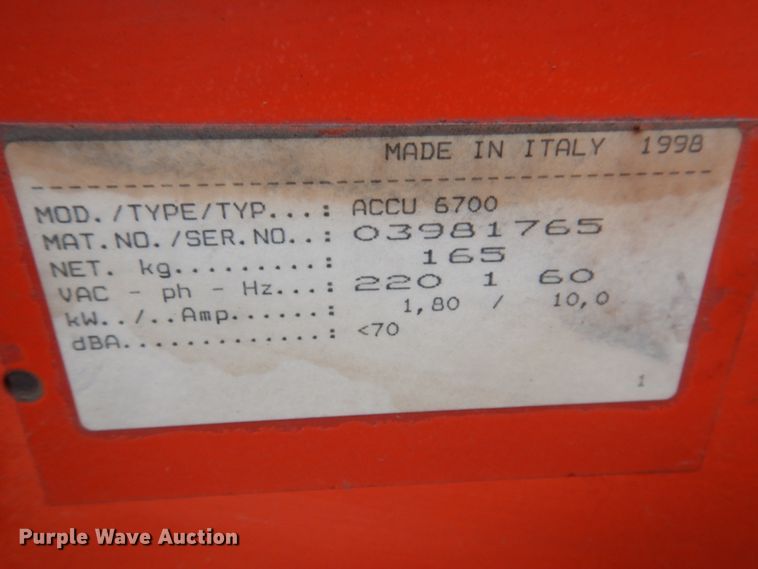 MADE IN ITALY 1998
MOD./TYPE/TYP...: ACCU 6700
MAT.NO./SER.NO..: 03981765
NET. kg.........: 165
VAC - ph - Hz...: 220 1 60
kW../..Amp......: 1,80 / 10,0
dBA.............: <70
1
Purple Wave Auction